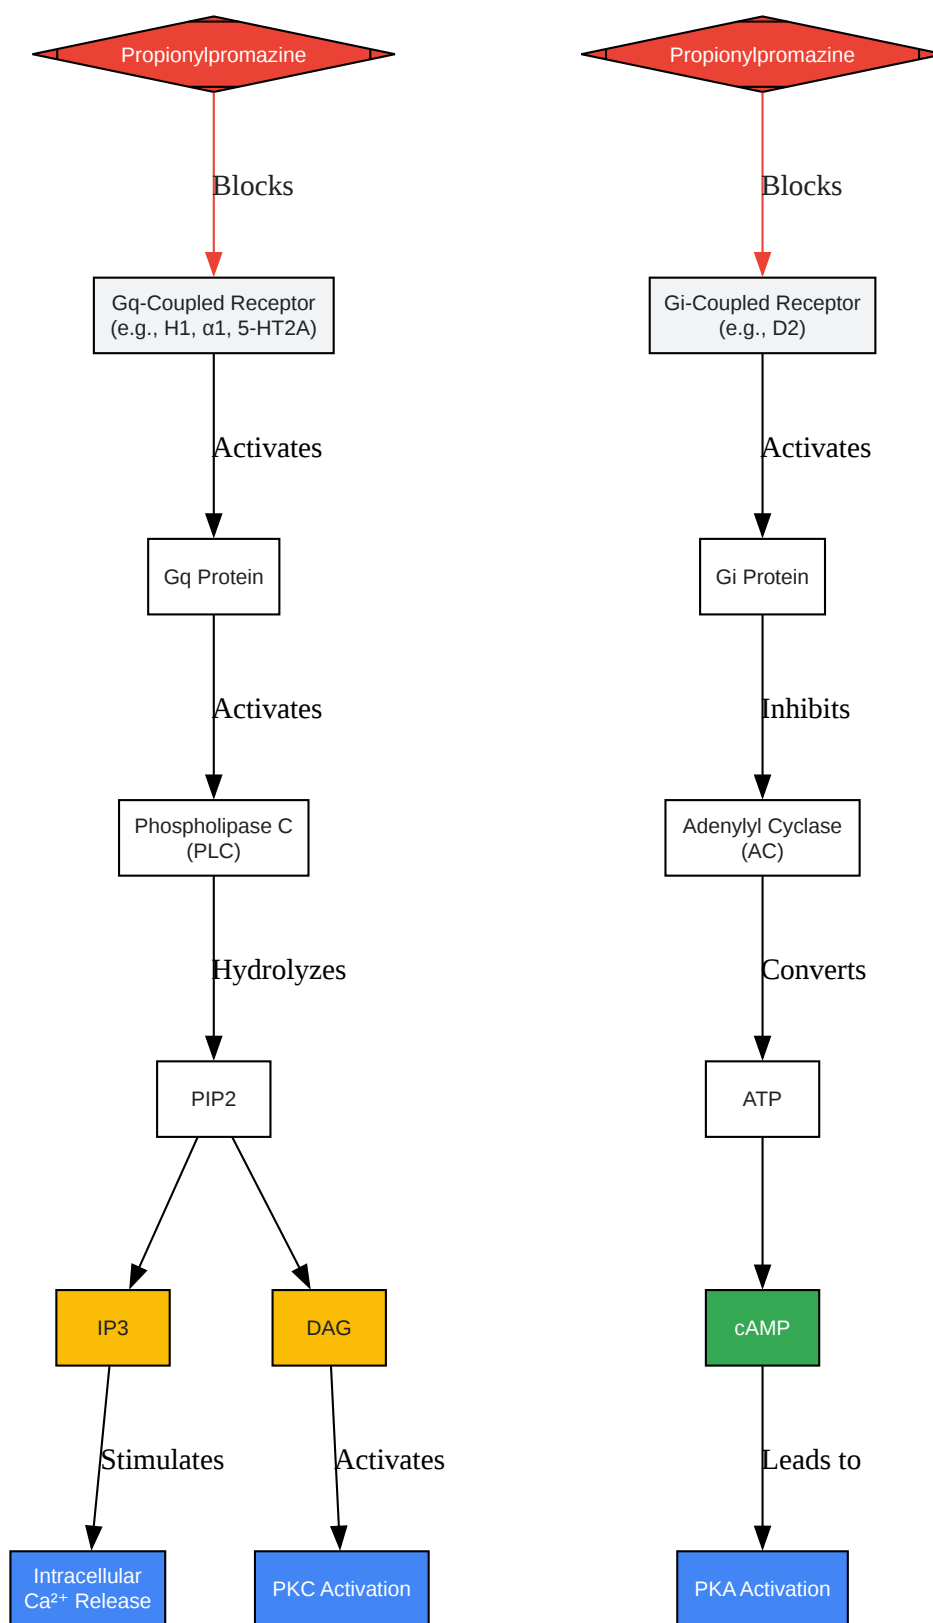 Propionylpromazine
Propionylpromazine
Blocks
Blocks
Gq-Coupled Receptor
(e.g., H1, α1, 5-HT2A)
Gi-Coupled Receptor
(e.g., D2)
Activates
Activates
Gq Protein
Gi Protein
Activates
Inhibits
Phospholipase C
(PLC)
Adenylyl Cyclase
(AC)
Hydrolyzes
Converts
PIP2
ATP
IP3
DAG
cAMP
Stimulates
Activates
Leads to
Intracellular
Ca²⁺ Release
PKC Activation
PKA Activation